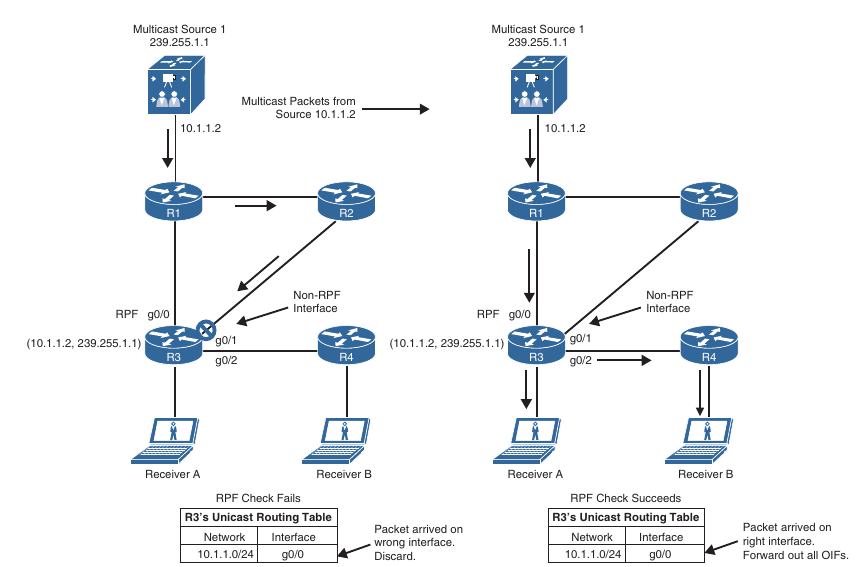 Multicast Source 1
239.255.1.1
10.1.1.2
Multicast Packets from
Source 10.1.1.2
R1
R2
RPF
g0/0
Non-RPF
Interface
(10.1.1.2, 239.255.1.1)
R3
g0/1
g0/2
R4
Receiver A
Receiver B
RPF Check Fails
R3's Unicast Routing Table
Network Interface
10.1.1.0/24 g0/0
Packet arrived on
wrong interface.
Discard.
Multicast Source 1
239.255.1.1
10.1.1.2
R1
R2
RPF
g0/0
Non-RPF
Interface
(10.1.1.2, 239.255.1.1)
R3
g0/1
g0/2
R4
Receiver A
Receiver B
RPF Check Succeeds
R3's Unicast Routing Table
Network Interface
10.1.1.0/24 g0/0
Packet arrived on
right interface.
Forward out all OIFs.